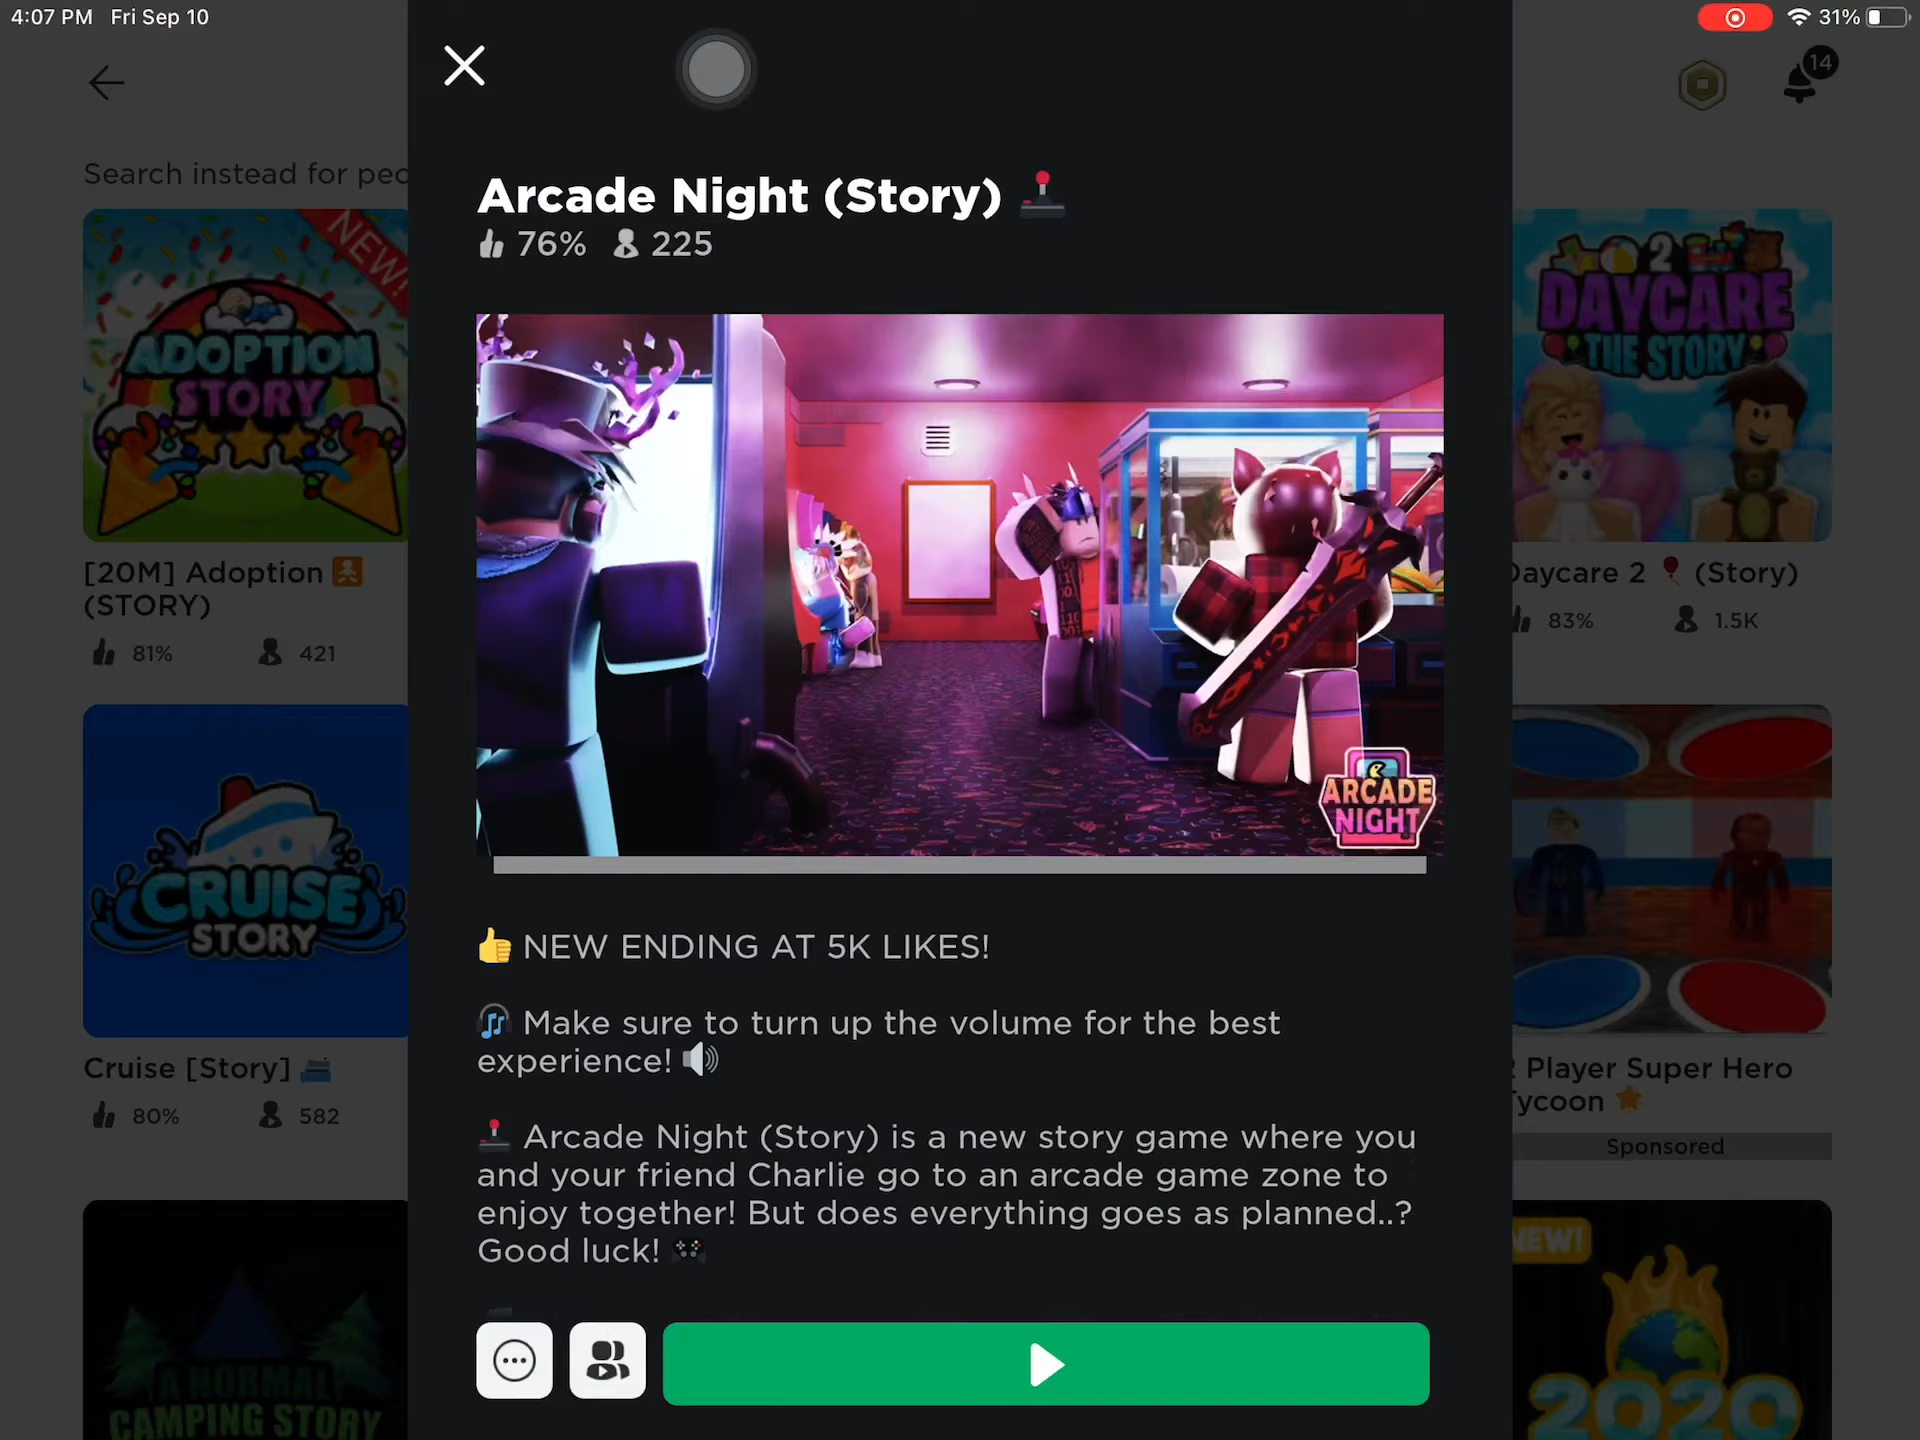 4:07 PM Fri Sep 10
31%
14
Search instead for peo
Arcade Night (Story)
76% 225
NEW!
ADOPTION
STORY
[20M] Adoption
(STORY)
81% 421
CRUISE
STORY
Cruise [Story]
80% 582
A NORMAL
CAMPING STORY
ARCADE
NIGHT
NEW ENDING AT 5K LIKES!
Make sure to turn up the volume for the best
experience!
Arcade Night (Story) is a new story game where you
and your friend Charlie go to an arcade game zone to
enjoy together! But does everything goes as planned..?
Good luck!
2
DAYCARE
THE STORY
Daycare 2 (Story)
83% 1.5K
2 Player Super Hero
Tycoon
Sponsored
NEW!
2020